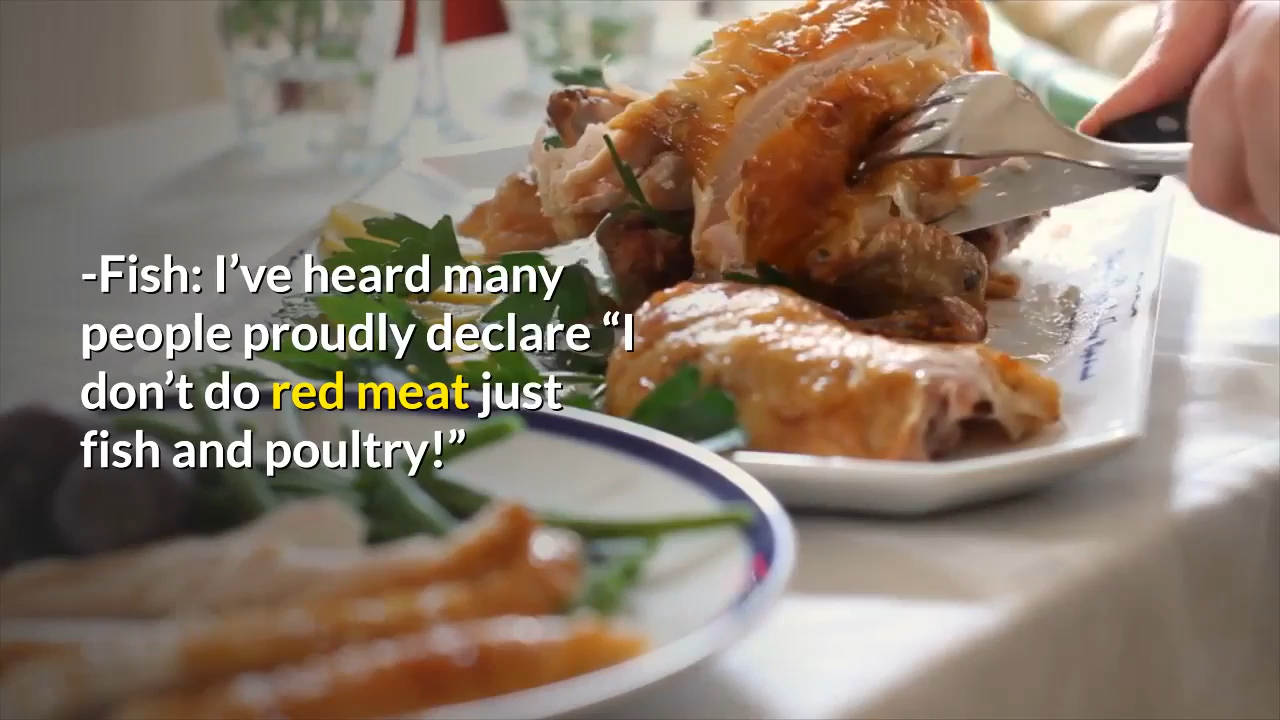 -Fish: I’ve heard many
people proudly declare “I
don’t do red meat just
fish and poultry!”